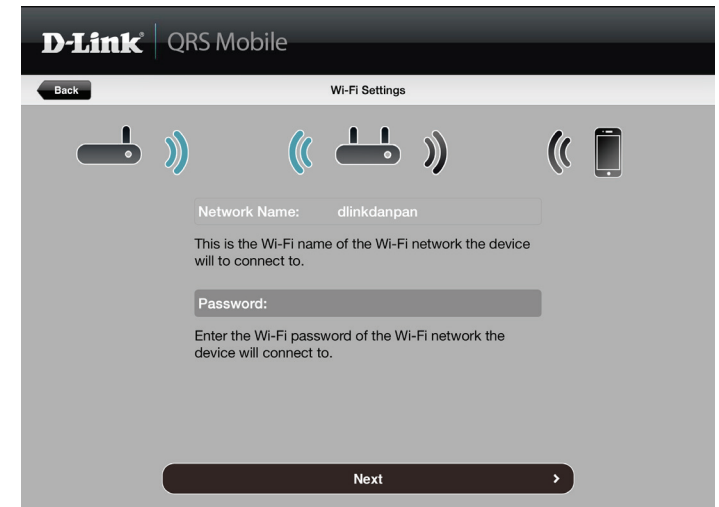 D-Link® QRS Mobile
Back Wi-Fi Settings
Network Name: dlinkdanpan
This is the Wi-Fi name of the Wi-Fi network the device
will to connect to.
Password:
Enter the Wi-Fi password of the Wi-Fi network the
device will connect to.
Next